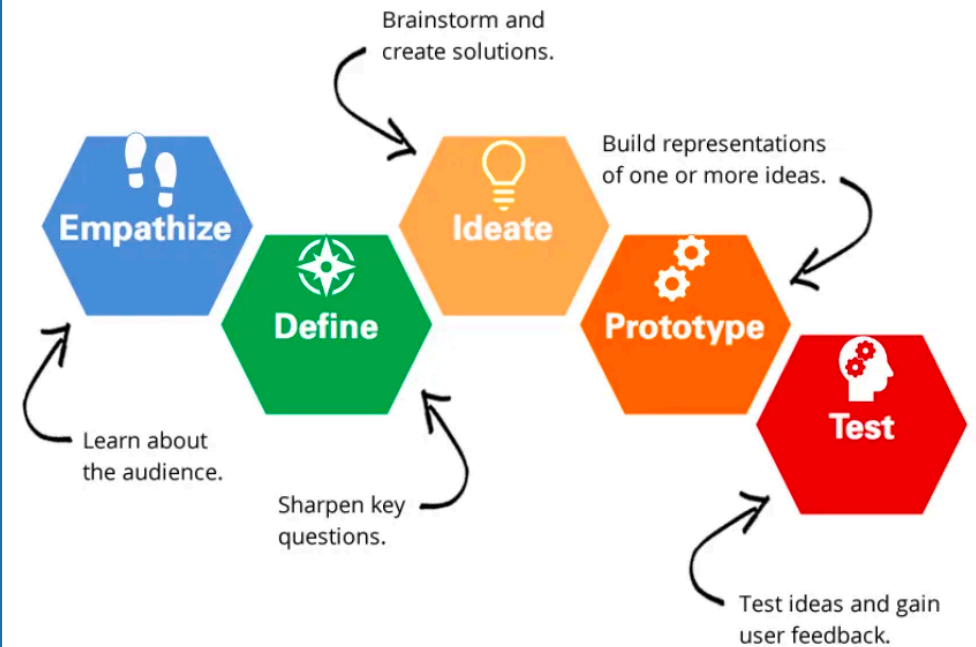 Brainstorm and
create solutions.
Build representations
of one or more ideas.
Empathize
Ideate
Define
Prototype
Test
Learn about
the audience.
Sharpen key
questions.
Test ideas and gain
user feedback.